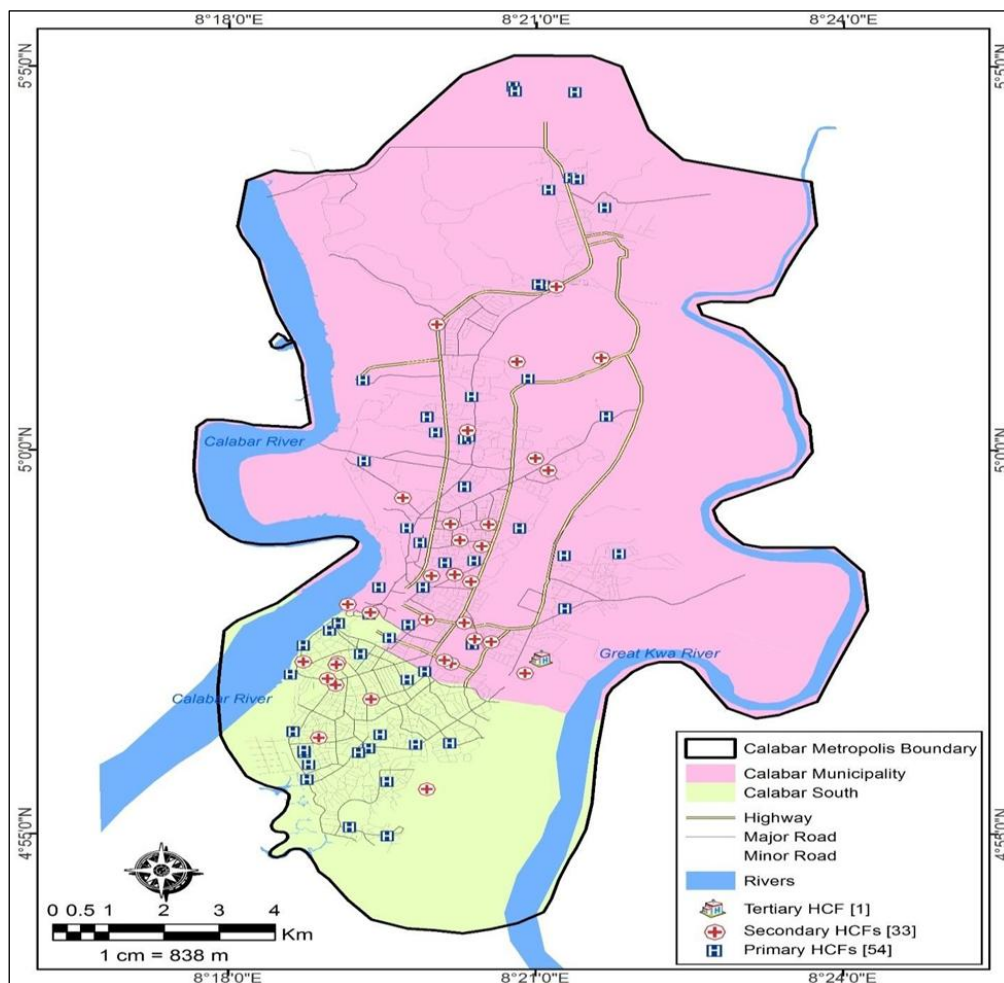 8°18'0"E 8°21'0"E 8°24'0"E
5°5'0"N 5°5'0"N
Calabar River
5°0'0"N 5°0'0"N
Great Kwa River
Calabar River
Calabar Metropolis Boundary
Calabar Municipality
Calabar South
Highway
Major Road
Minor Road
Rivers
Tertiary HCF [1]
Secondary HCFs [33]
Primary HCFs [54]
4°55'0"N 4°55'0"N
0 0.5 1 2 3 4
Km
1 cm = 838 m
8°18'0"E 8°21'0"E 8°24'0"E